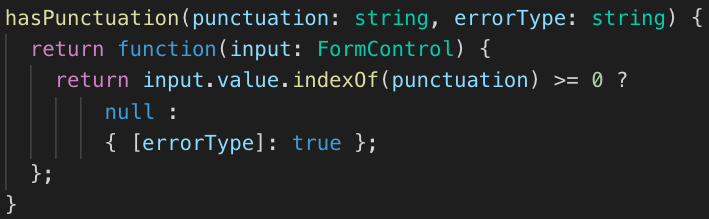 hasPunctuation(punctuation: string, errorType: string) {
  return function(input: FormControl) {
    return input.value.indexOf(punctuation) >= 0 ?
        null :
        { [errorType]: true };
  };
}